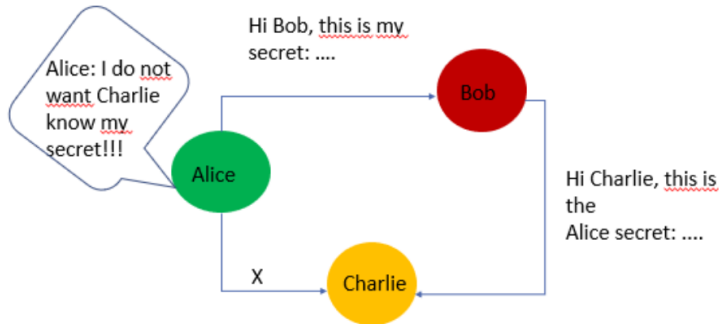 Hi Bob, this is my
secret: ....
Alice: I do not
want Charlie
know my
secret!!!
Bob
Alice
Hi Charlie, this is
the
Alice secret: ....
X
Charlie